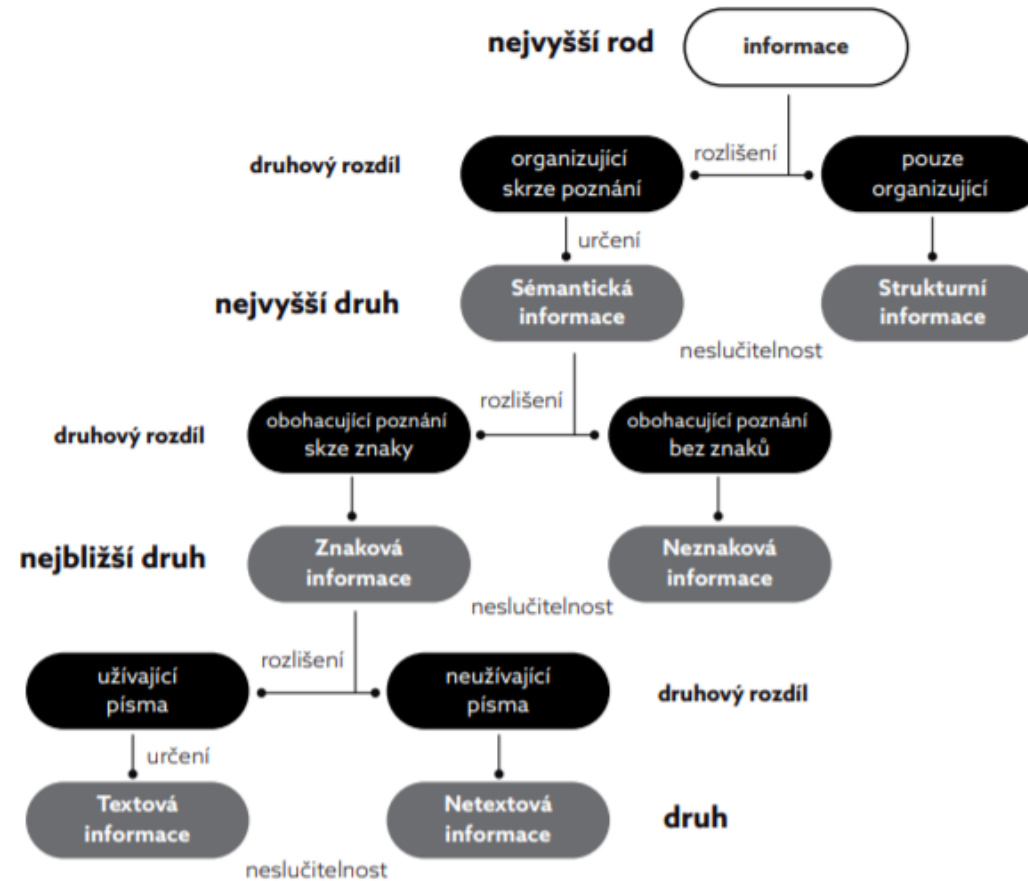 nejvyšší rod
informace
druhový rozdíl
organizující
skrze poznání
rozlišení
pouze
organizující
určení
nejvyšší druh
Sémantická
informace
Strukturní
informace
neslučitelnost
rozlišení
druhový rozdíl
obohacující poznání
skze znaky
obohacující poznání
bez znaků
nejbližší druh
Znaková
informace
Neznaková
informace
neslučitelnost
rozlišení
užívající
písma
neužívající
písma
druhový rozdíl
určení
Textová
informace
Netextová
informace
druh
neslučitelnost